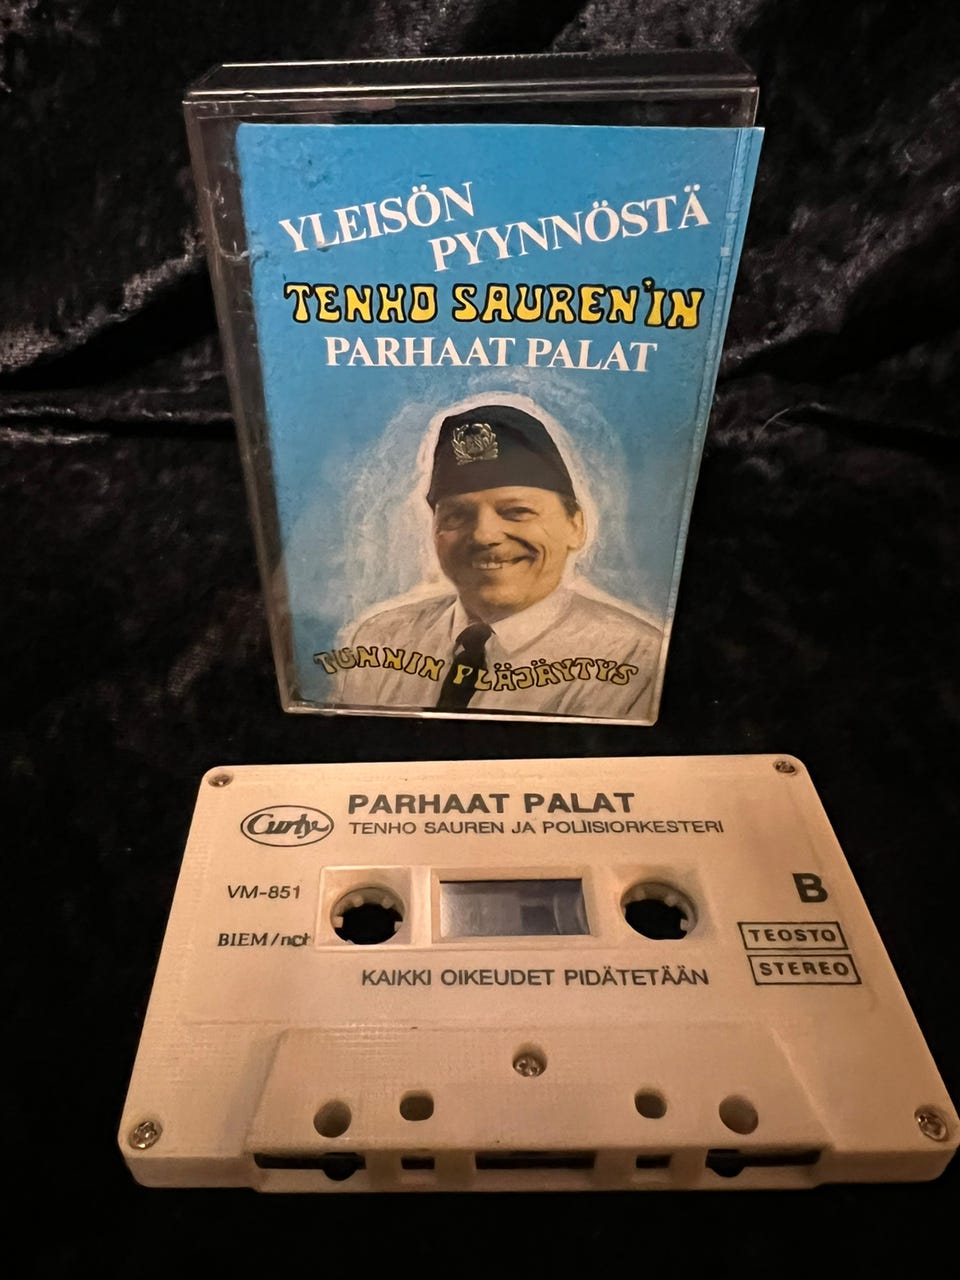 YLEISÖN
PYYNNÖSTÄ
TENHO SAUREN'IN
PARHAAT PALAT
TUNNIN PLÄJÄYTYS
Curly
PARHAAT PALAT
TENHO SAUREN JA POLIISIORKESTERI
VM-851
B
BIEM/ncb
TEOSTO
STEREO
KAIKKI OIKEUDET PIDÄTETÄÄN